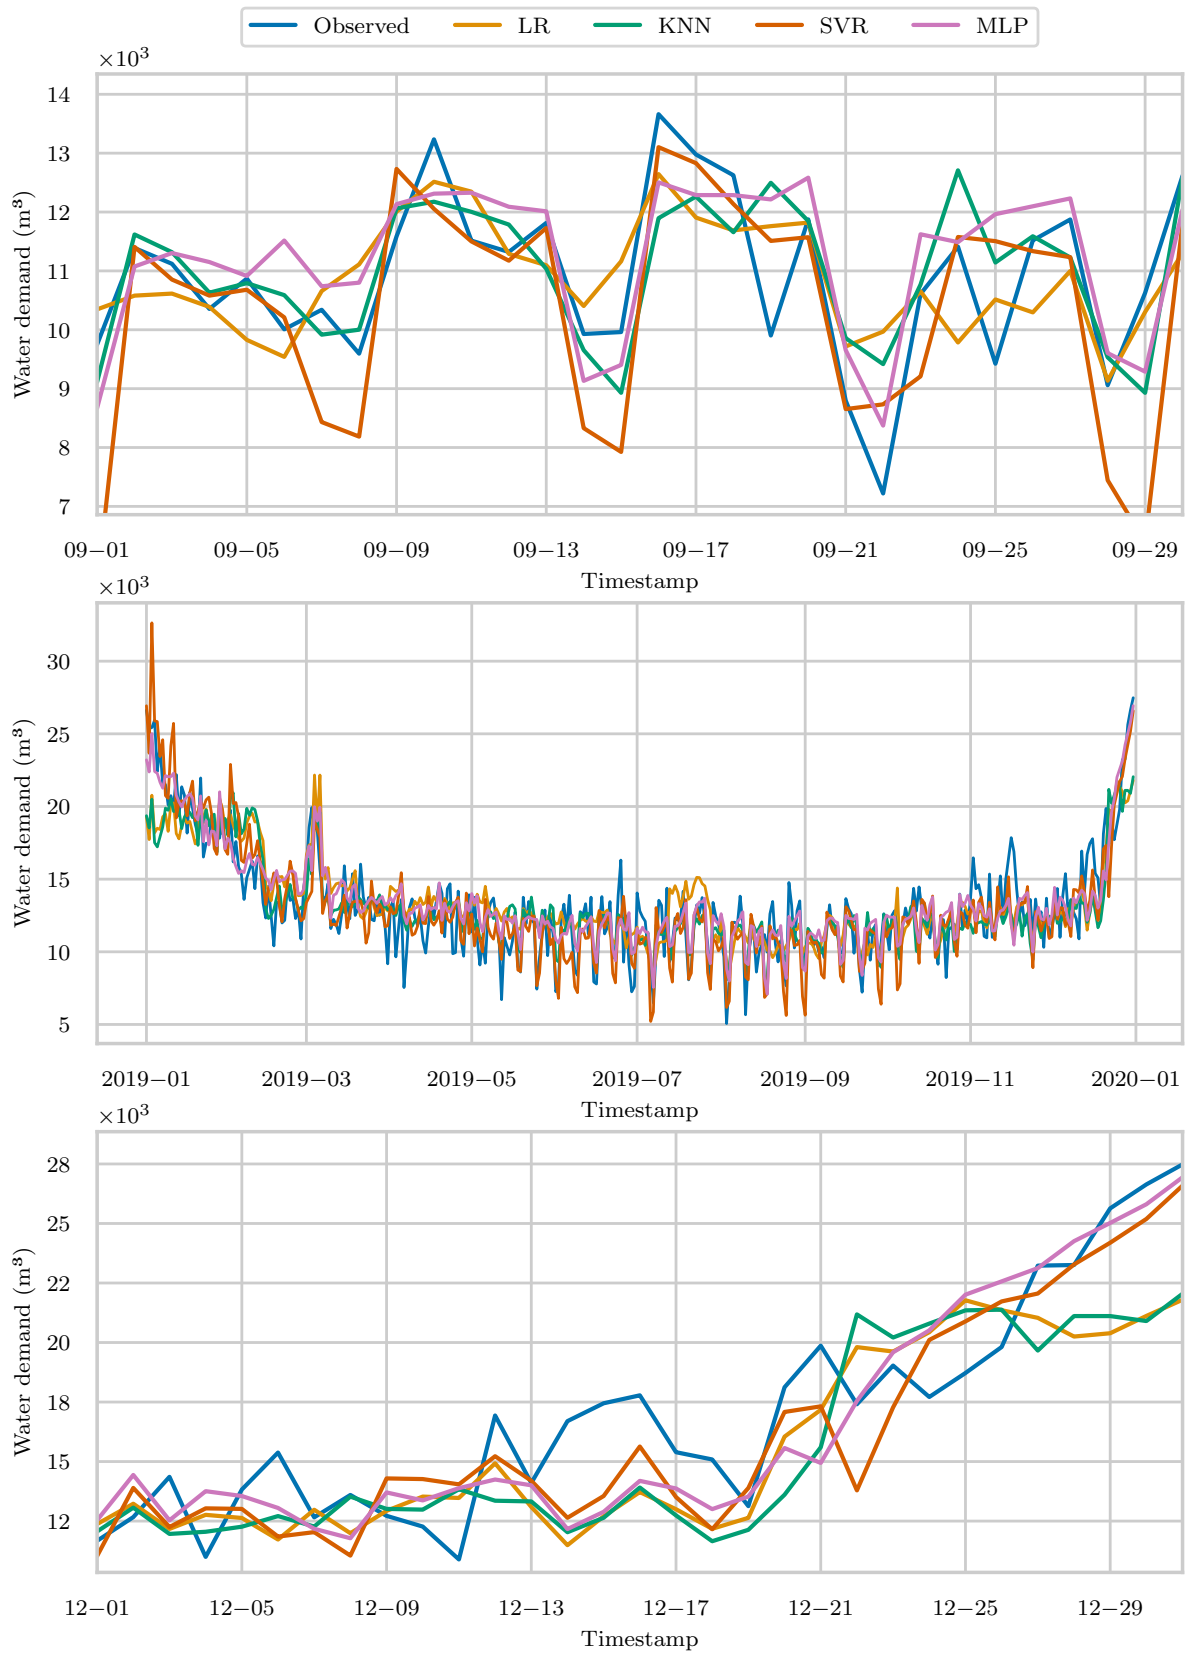 Observed LR KNN SVR MLP
×10³
14
13
12
11
10
9
8
7
Water demand (m³)
09−01 09−05 09−09 09−13 09−17 09−21 09−25 09−29
Timestamp
×10³
30
25
20
15
10
5
Water demand (m³)
2019−01 2019−03 2019−05 2019−07 2019−09 2019−11 2020−01
Timestamp
×10³
28
25
22
20
18
15
12
Water demand (m³)
12−01 12−05 12−09 12−13 12−17 12−21 12−25 12−29
Timestamp